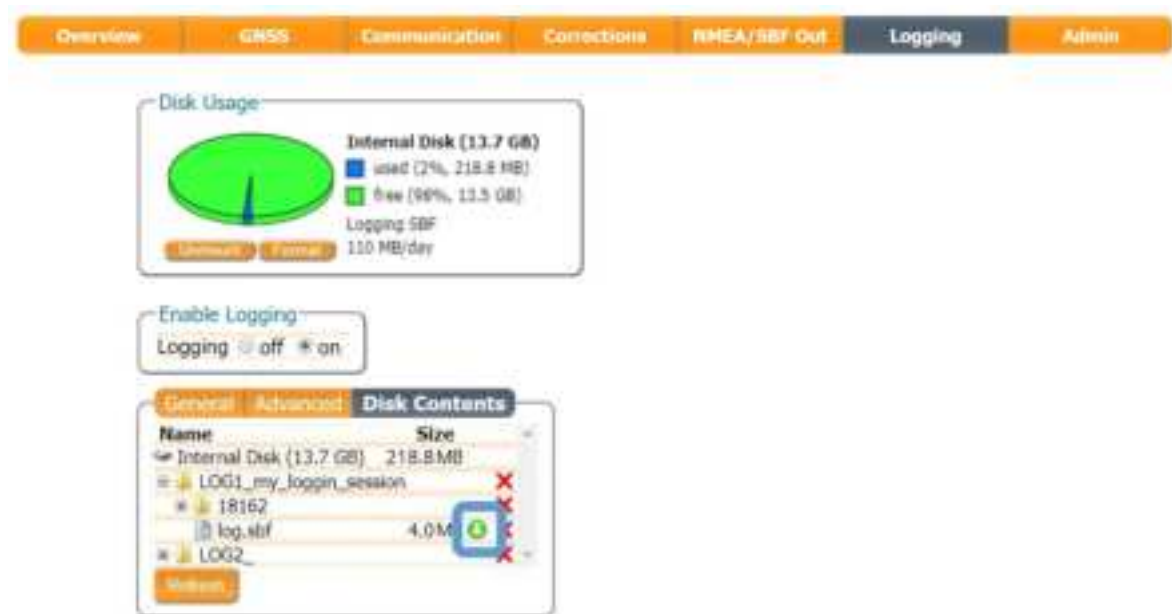 Overview GNSS Communication Corrections NMEA/SBF Out Logging Admin
Disk Usage
Internal Disk (13.7 GB)
used (2%, 218.8 MB)
free (98%, 13.5 GB)
Logging SBF
Unmount Format 110 MB/day
Enable Logging
Logging off on
General Advanced Disk Contents
Name Size
Internal Disk (13.7 GB) 218.8 MB
LOG1_my_loggin_session
18162
log.sbf 4.0 M
LOG2_
Refresh